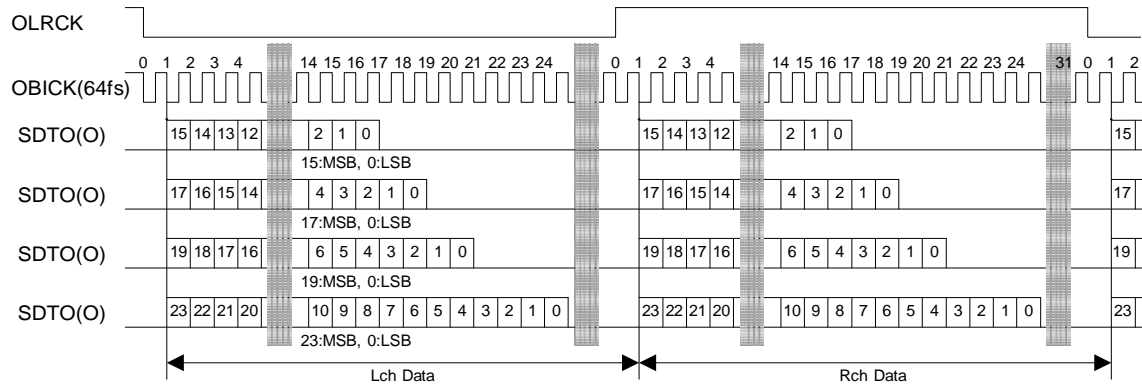 OLRCK
0 1 2 3 4 14 15 16 17 18 19 20 21 22 23 24 0 1 2 3 4 14 15 16 17 18 19 20 21 22 23 24 31 0 1 2
OBICK(64fs)
SDTO(O) 15 14 13 12 2 1 0 15 14 13 12 2 1 0 15
15:MSB, 0:LSB
SDTO(O) 17 16 15 14 4 3 2 1 0 17 16 15 14 4 3 2 1 0 17
17:MSB, 0:LSB
SDTO(O) 19 18 17 16 6 5 4 3 2 1 0 19 18 17 16 6 5 4 3 2 1 0 19
19:MSB, 0:LSB
SDTO(O) 23 22 21 20 10 9 8 7 6 5 4 3 2 1 0 23 22 21 20 10 9 8 7 6 5 4 3 2 1 0 23
23:MSB, 0:LSB
Lch Data Rch Data